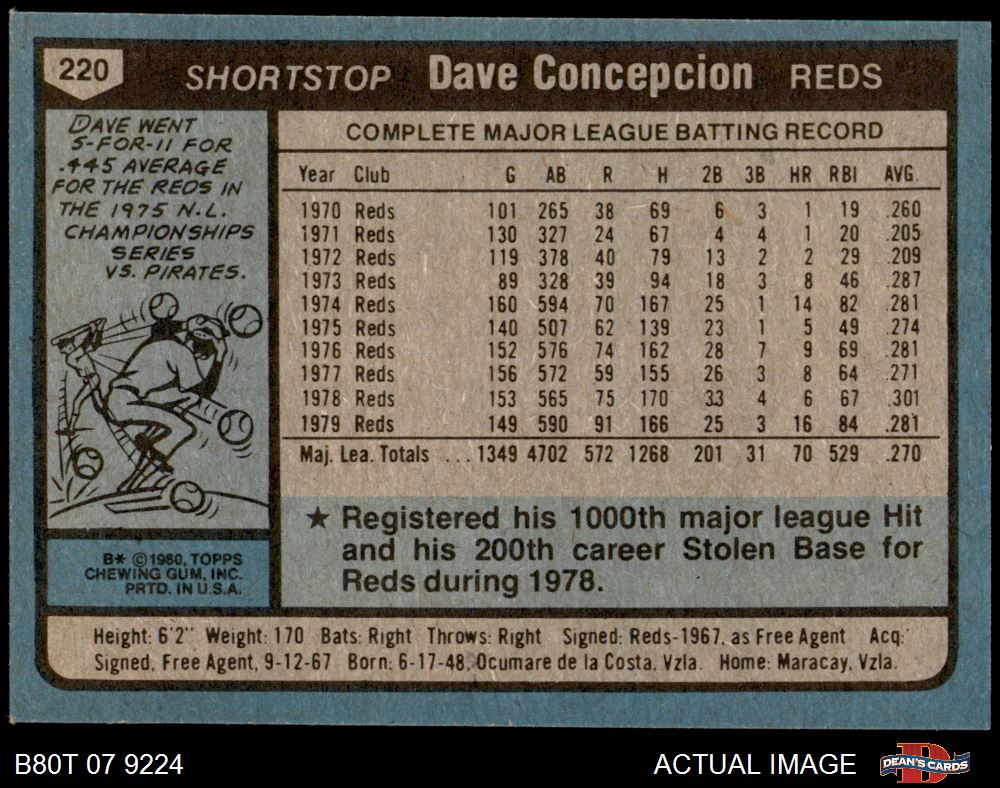 220 SHORTSTOP Dave Concepcion REDS
DAVE WENT
5-FOR-11 FOR
.445 AVERAGE
FOR THE REDS IN
THE 1975 N.L.
CHAMPIONSHIPS
SERIES
VS. PIRATES.
COMPLETE MAJOR LEAGUE BATTING RECORD
Year Club G AB R H 2B 3B HR RBI AVG.
1970 Reds 101 265 38 69 6 3 1 19 .260
1971 Reds 130 327 24 67 4 4 1 20 .205
1972 Reds 119 378 40 79 13 2 2 29 .209
1973 Reds 89 328 39 94 18 3 8 46 .287
1974 Reds 160 594 70 167 25 1 14 82 .281
1975 Reds 140 507 62 139 23 1 5 49 .274
1976 Reds 152 576 74 162 28 7 9 69 .281
1977 Reds 156 572 59 155 26 3 8 64 .271
1978 Reds 153 565 75 170 33 4 6 67 .301
1979 Reds 149 590 91 166 25 3 16 84 .281
Maj. Lea. Totals ... 1349 4702 572 1268 201 31 70 529 .270
★ Registered his 1000th major league Hit
and his 200th career Stolen Base for
Reds during 1978.
B* ©1980, TOPPS
CHEWING GUM, INC.
PRTD. IN U.S.A.
Height: 6'2" Weight: 170 Bats: Right Throws: Right Signed: Reds-1967, as Free Agent Acq:
Signed, Free Agent, 9-12-67 Born: 6-17-48, Ocumare de la Costa, Vzla. Home: Maracay, Vzla.
B80T 07 9224 ACTUAL IMAGE DEAN'S CARDS